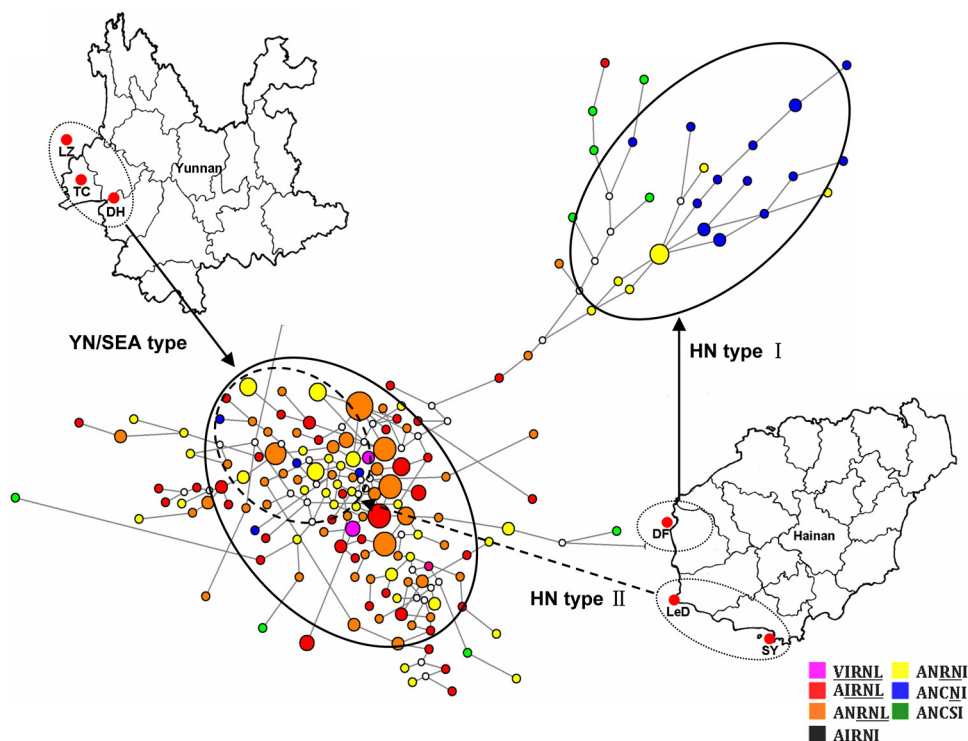 Yunnan
LZ
TC
DH
YN/SEA type
HN type Ⅰ
DF
Hainan
HN type Ⅱ
LeD
SY
VIRNL
AIRNL
ANRNL
AIRNI
ANRNI
ANCNI
ANCSI